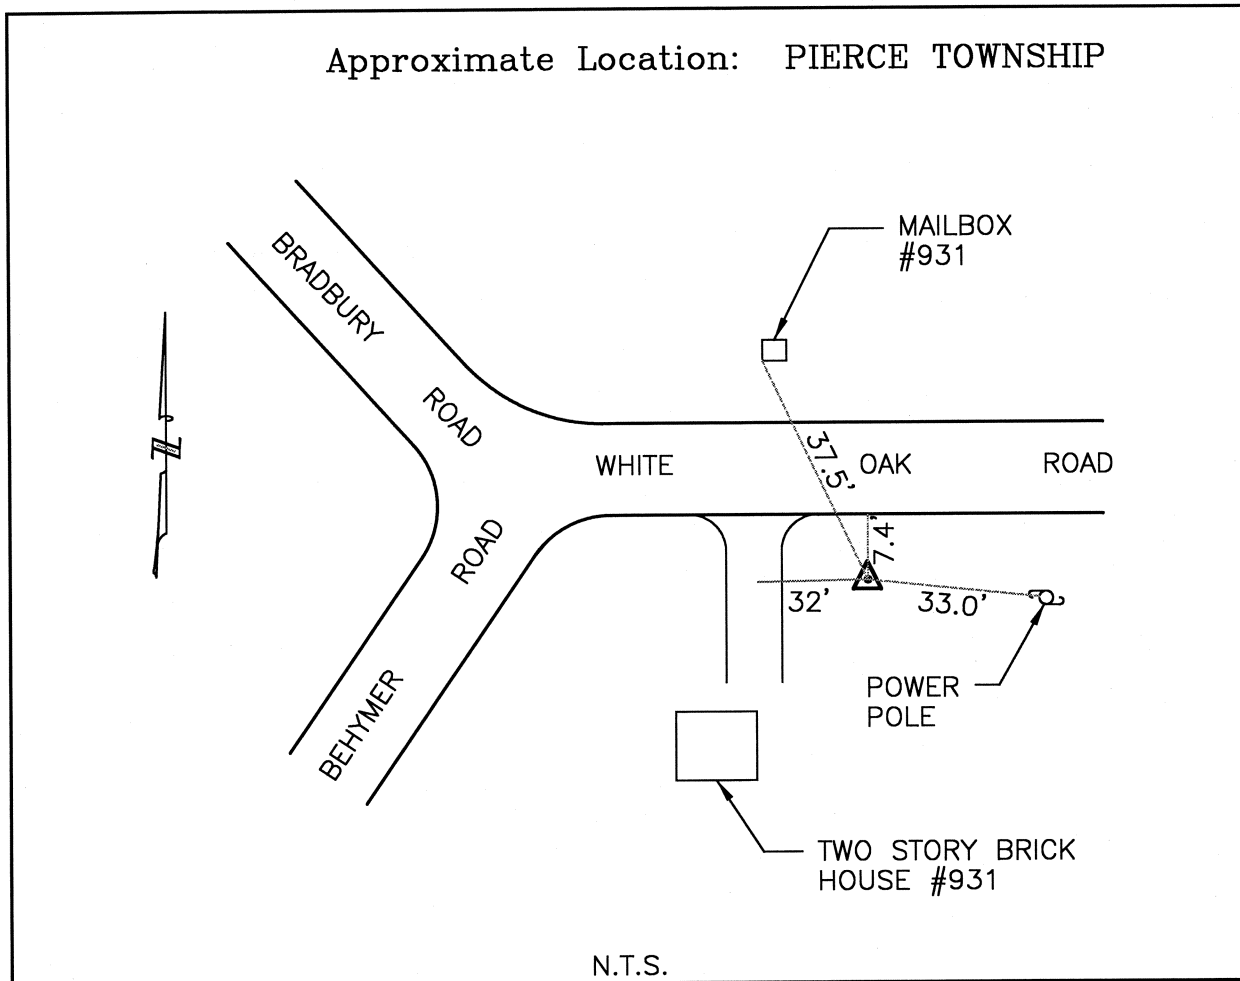 Approximate Location: PIERCE TOWNSHIP
MAILBOX
#931
BRADBURY ROAD
N
WHITE OAK ROAD
37.5'
7.4'
32'
33.0'
BEHYMER ROAD
POWER
POLE
TWO STORY BRICK
HOUSE #931
N.T.S.